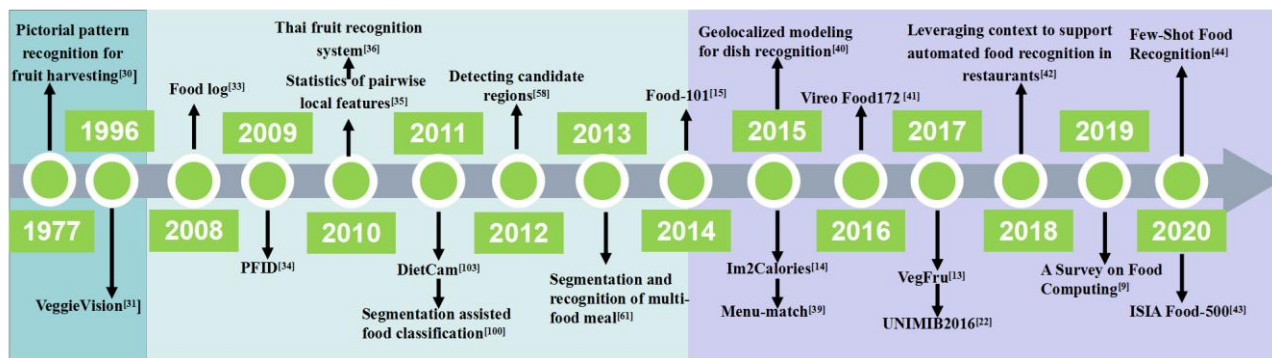 Pictorial pattern
recognition for
fruit harvesting[30]
1977
1996
VeggieVision[31]
Food log[33]
2008
2009
PFID[34]
Thai fruit recognition
system[36]
Statistics of pairwise
local features[35]
2010
2011
DietCam[103]
Segmentation assisted
food classification[100]
Detecting candidate
regions[58]
2012
2013
Segmentation and
recognition of multi-
food meal[61]
Food-101[15]
2014
Geolocalized modeling
for dish recognition[40]
2015
Im2Calories[14]
Menu-match[39]
Vireo Food172[41]
2016
2017
VegFru[13]
UNIMIB2016[22]
Leveraging context to support
automated food recognition in
restaurants[42]
2018
2019
A Survey on Food
Computing[9]
Few-Shot Food
Recognition[44]
2020
ISIA Food-500[43]